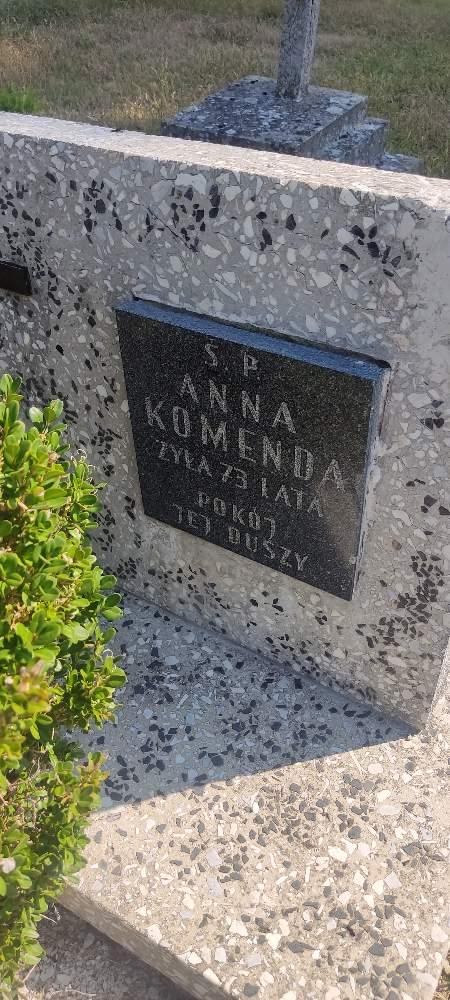 Ś. P.
ANNA
KOMENDA
ŻYŁA 73 LATA
POKÓJ
JEJ DUSZY